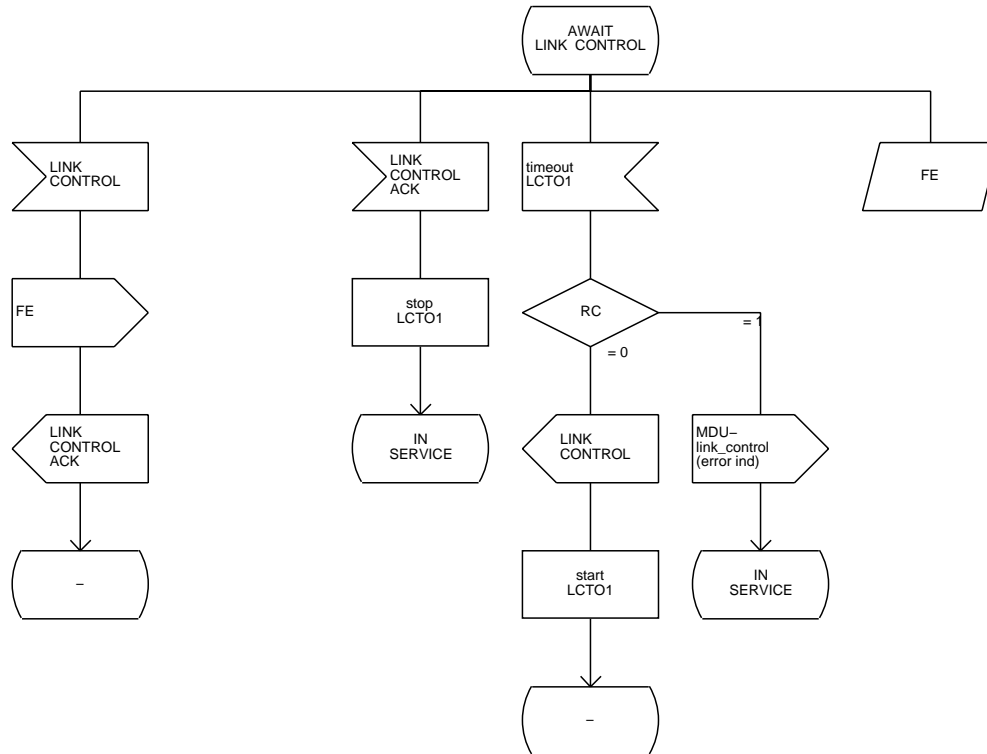 AWAIT
LINK CONTROL
LINK
CONTROL
LINK
CONTROL
ACK
timeout
LCTO1
FE
FE
stop
LCTO1
RC
= 1
= 0
LINK
CONTROL
ACK
IN
SERVICE
LINK
CONTROL
MDU–
link_control
(error ind)
–
start
LCTO1
IN
SERVICE
–